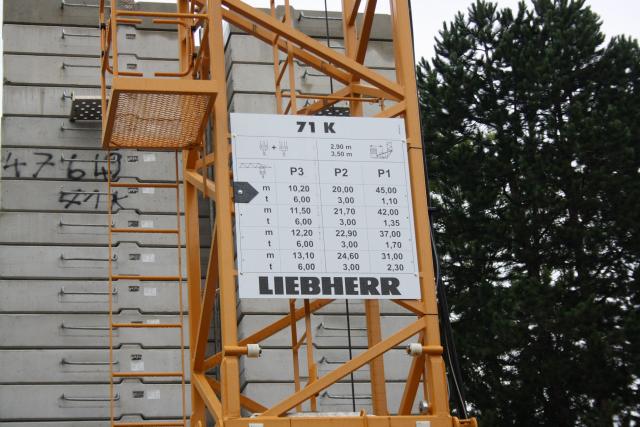 71 K
2,90 m
3,50 m
P3 P2 P1
m 10,20 20,00 45,00
t 6,00 3,00 1,10
m 11,50 21,70 42,00
t 6,00 3,00 1,35
m 12,20 22,90 37,00
t 6,00 3,00 1,70
m 13,10 24,60 31,00
t 6,00 3,00 2,30
LIEBHERR